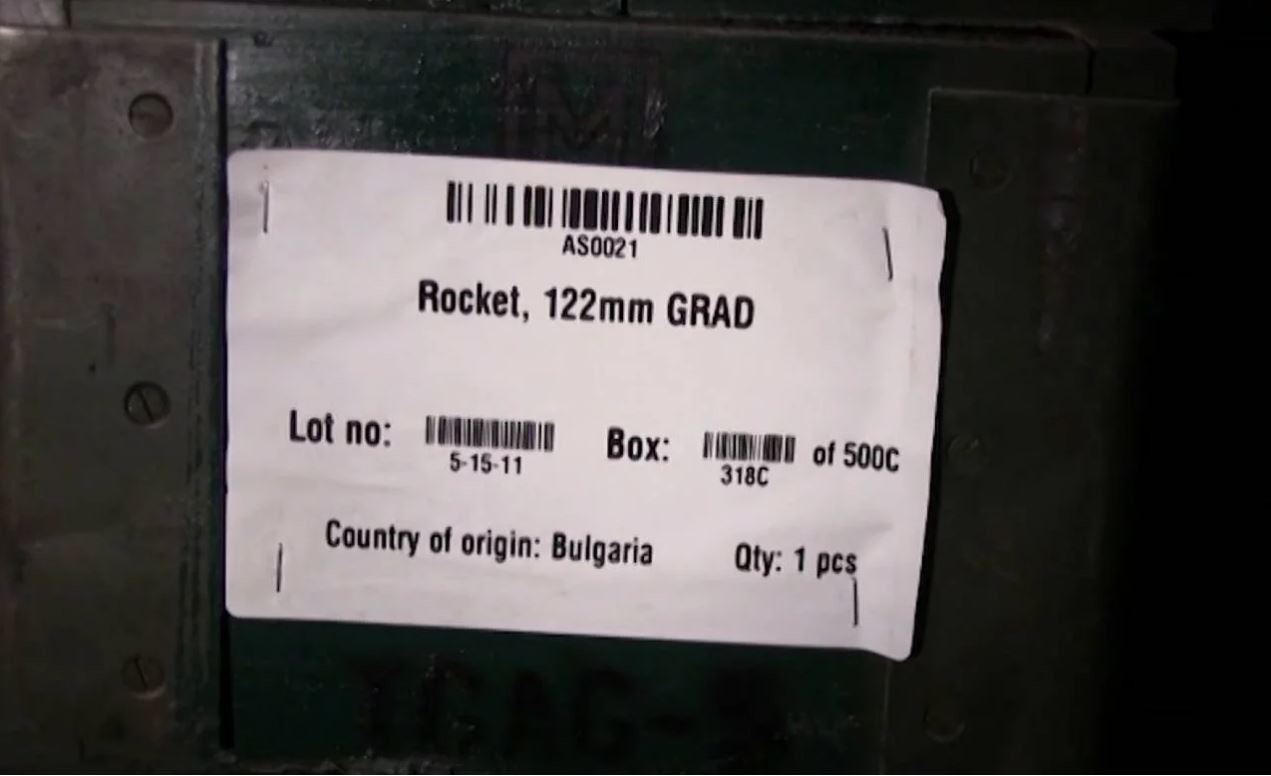 AS0021
Rocket, 122mm GRAD
Lot no: 5-15-11 Box: 318C of 500C
Country of origin: Bulgaria Qty: 1 pcs